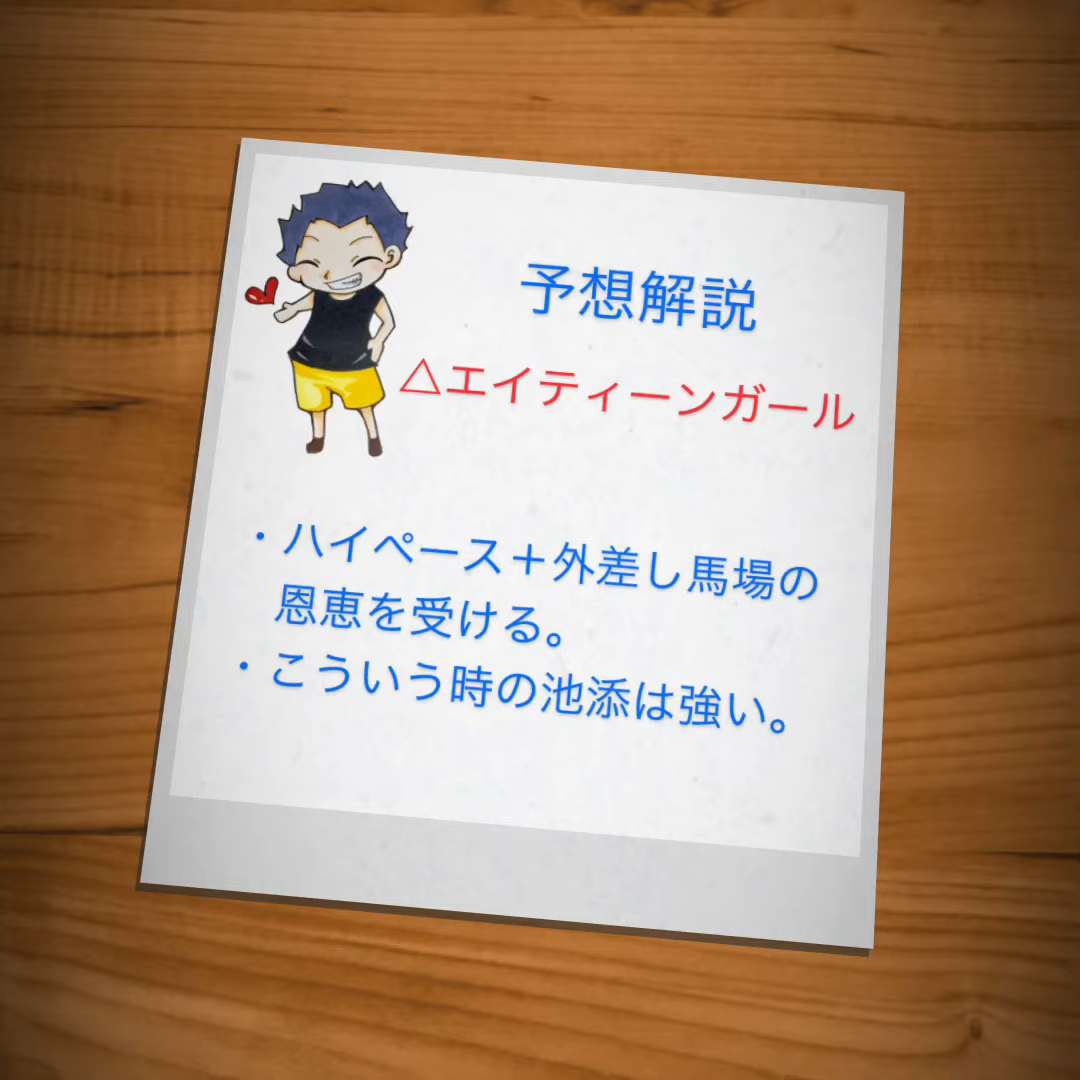 予想解説
△エイティーンガール
・ハイペース＋外差し馬場の
恩恵を受ける。
・こういう時の池添は強い。